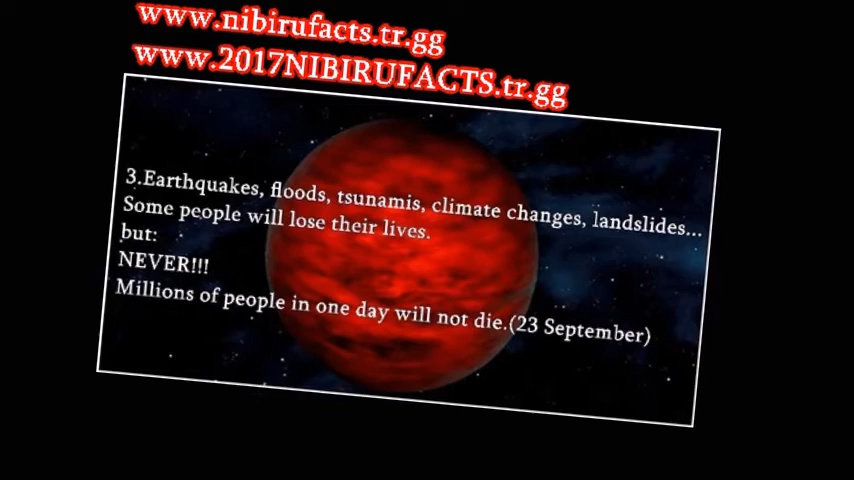 www.nibirufacts.tr.gg
www.2017NIBIRUFACTS.tr.gg
3.Earthquakes, floods, tsunamis, climate changes, landslides...
Some people will lose their lives.
but:
NEVER!!!
Millions of people in one day will not die.(23 September)